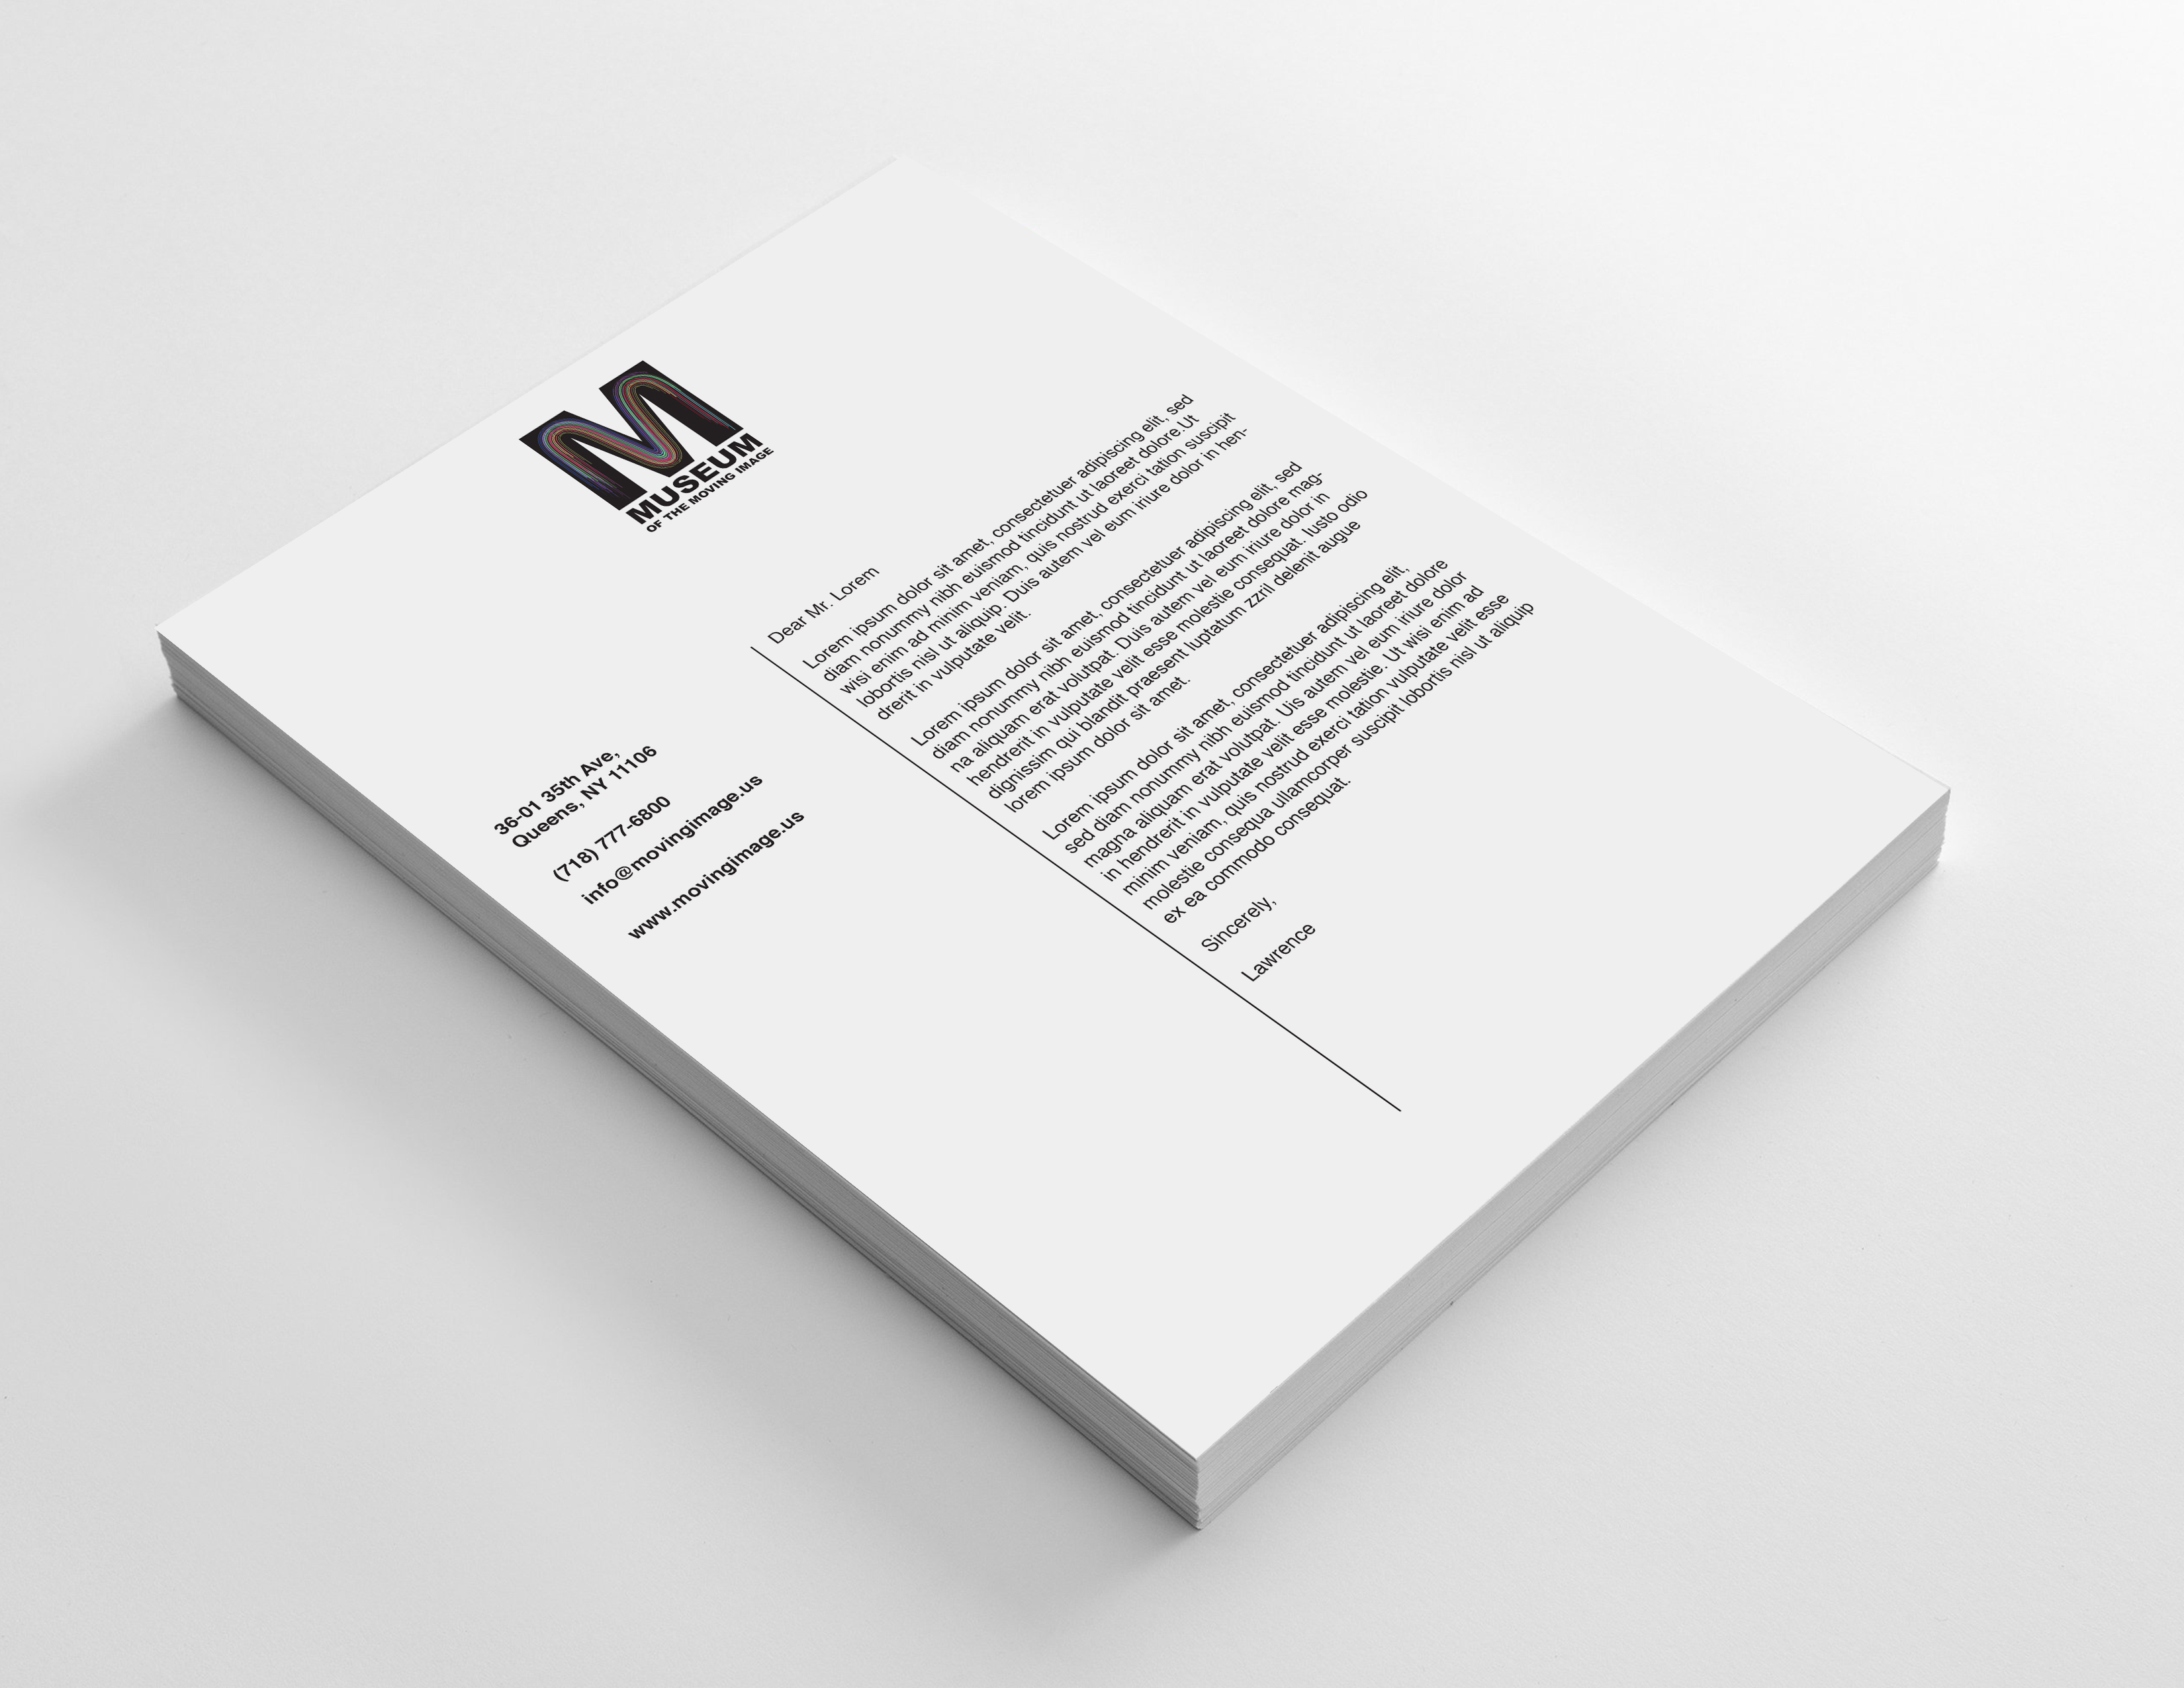 MUSEUM
OF THE MOVING IMAGE
36-01 35th Ave,
Queens, NY 11106
(718) 777-6800
info@movingimage.us
www.movingimage.us
Dear Mr. Lorem
Lorem ipsum dolor sit amet, consectetuer adipiscing elit, sed
diam nonummy nibh euismod tincidunt ut laoreet dolore.Ut
wisi enim ad minim veniam, quis nostrud exerci tation suscipit
lobortis nisl ut aliquip. Duis autem vel eum iriure dolor in hen-
drerit in vulputate velit.
Lorem ipsum dolor sit amet, consectetuer adipiscing elit, sed
diam nonummy nibh euismod tincidunt ut laoreet dolore mag-
na aliquam erat volutpat. Duis autem vel eum iriure dolor in
hendrerit in vulputate velit esse molestie consequat. Iusto odio
dignissim qui blandit praesent luptatum zzril delenit augue
lorem ipsum dolor sit amet.
Lorem ipsum dolor sit amet, consectetuer adipiscing elit,
sed diam nonummy nibh euismod tincidunt ut laoreet dolore
magna aliquam erat volutpat. Uis autem vel eum iriure dolor
in hendrerit in vulputate velit esse molestie. Ut wisi enim ad
minim veniam, quis nostrud exerci tation vulputate velit esse
molestie consequa ullamcorper suscipit lobortis nisl ut aliquip
ex ea commodo consequat.
Sincerely,
Lawrence